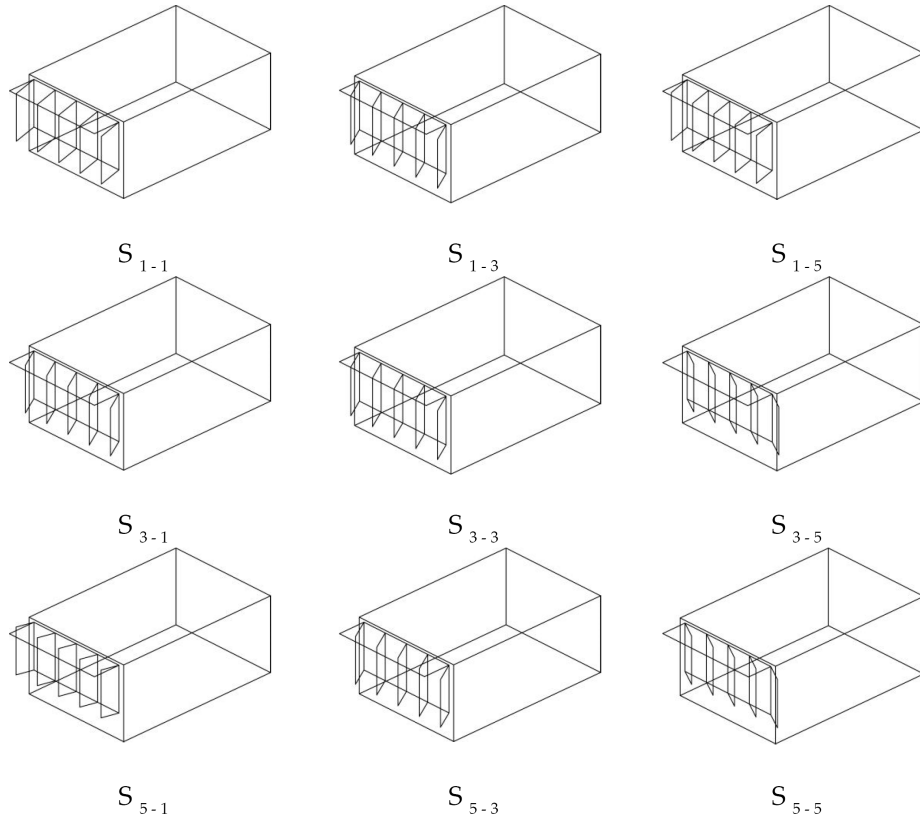 S 1 - 1
S 1 - 3
S 1 - 5
S 3 - 1
S 3 - 3
S 3 - 5
S 5 - 1
S 5 - 3
S 5 - 5